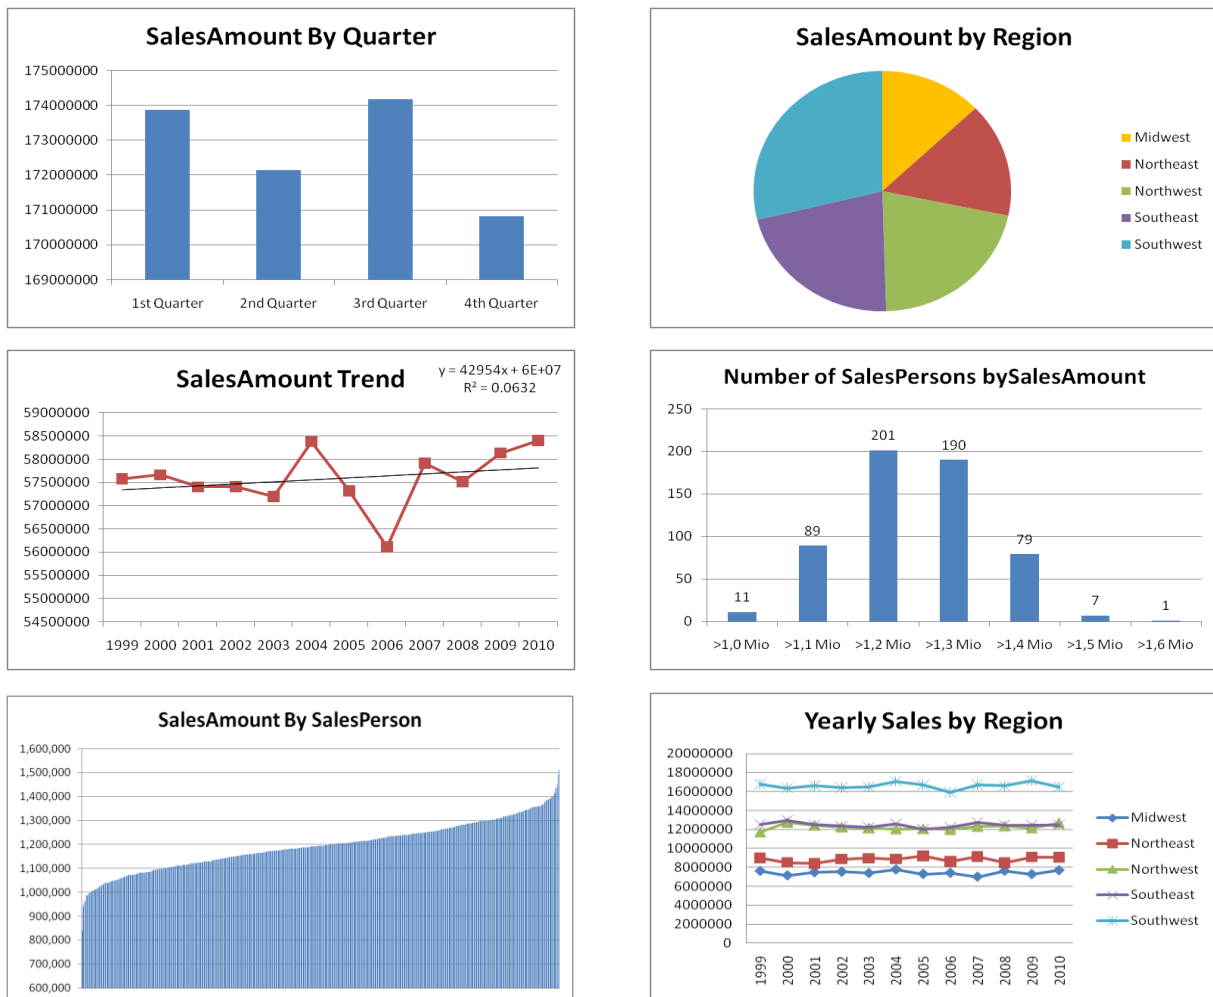 SalesAmount By Quarter
175000000
174000000
173000000
172000000
171000000
170000000
169000000
1st Quarter 2nd Quarter 3rd Quarter 4th Quarter
SalesAmount by Region
Midwest
Northeast
Northwest
Southeast
Southwest
SalesAmount Trend
y = 42954x + 6E+07
R² = 0.0632
59000000
58500000
58000000
57500000
57000000
56500000
56000000
55500000
55000000
54500000
1999 2000 2001 2002 2003 2004 2005 2006 2007 2008 2009 2010
Number of SalesPersons bySalesAmount
250
200
150
100
50
0
11 89 201 190 79 7 1
>1,0 Mio >1,1 Mio >1,2 Mio >1,3 Mio >1,4 Mio >1,5 Mio >1,6 Mio
SalesAmount By SalesPerson
1,600,000
1,500,000
1,400,000
1,300,000
1,200,000
1,100,000
1,000,000
900,000
800,000
700,000
600,000
Yearly Sales by Region
20000000
18000000
16000000
14000000
12000000
10000000
8000000
6000000
4000000
2000000
0
1999 2000 2001 2002 2003 2004 2005 2006 2007 2008 2009 2010
Midwest
Northeast
Northwest
Southeast
Southwest